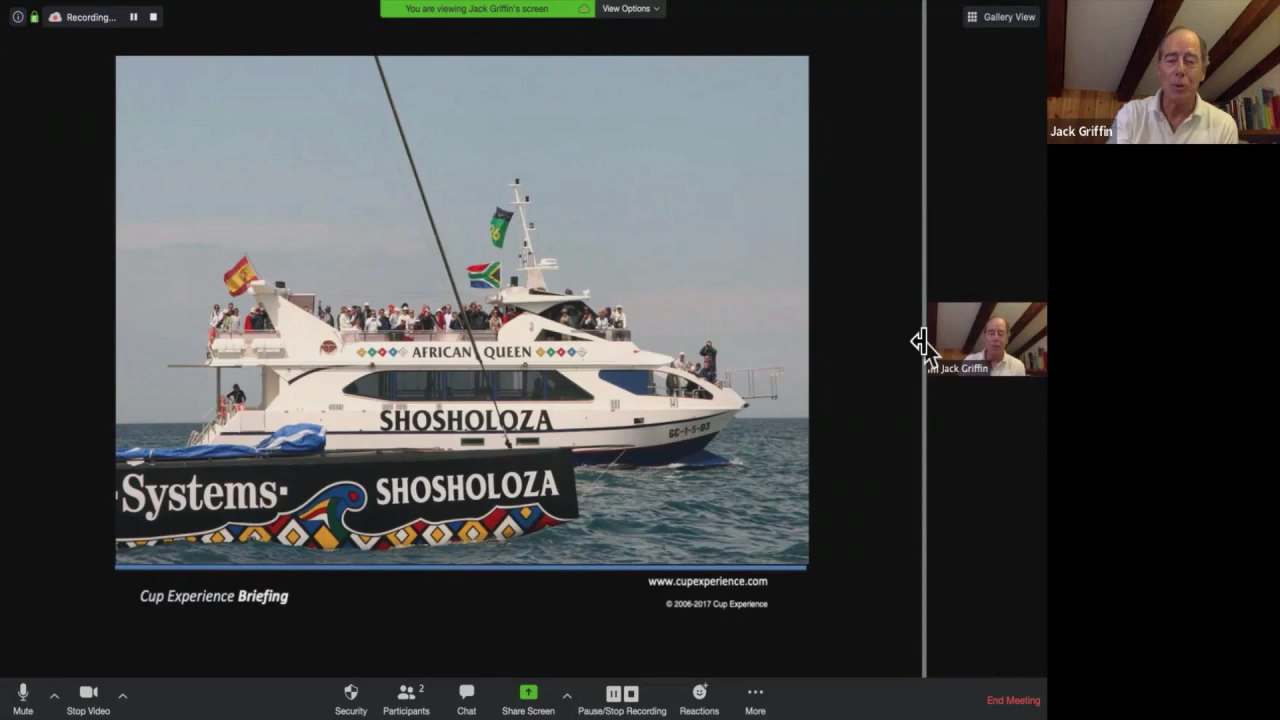 Recording...
You are viewing Jack Griffin's screen
View Options
Gallery View
Jack Griffin
96
AFRICAN QUEEN
SHOSHOLOZA
GC-1-5-03
·Systems· SHOSHOLOZA
Jack Griffin
Cup Experience Briefing
www.cupexperience.com
© 2006-2017 Cup Experience
Mute
Stop Video
Security
Participants
2
Chat
Share Screen
Pause/Stop Recording
Reactions
More
End Meeting